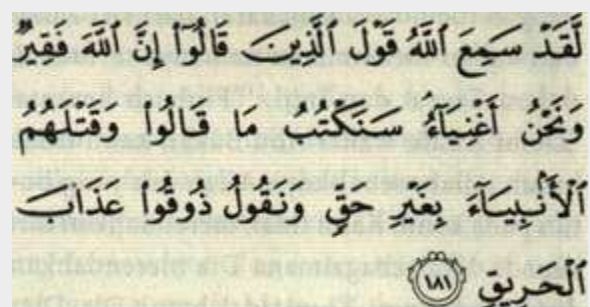 لَّقَدْ سَمِعَ ٱللَّهُ قَوْلَ ٱلَّذِينَ قَالُوٓا۟ إِنَّ ٱللَّهَ فَقِيرٌ
وَنَحْنُ أَغْنِيَآءُ سَنَكْتُبُ مَا قَالُوا۟ وَقَتْلَهُمُ
ٱلْأَنۢبِيَآءَ بِغَيْرِ حَقٍّ وَنَقُولُ ذُوقُوا۟ عَذَابَ
ٱلْحَرِيقِ ١٨١